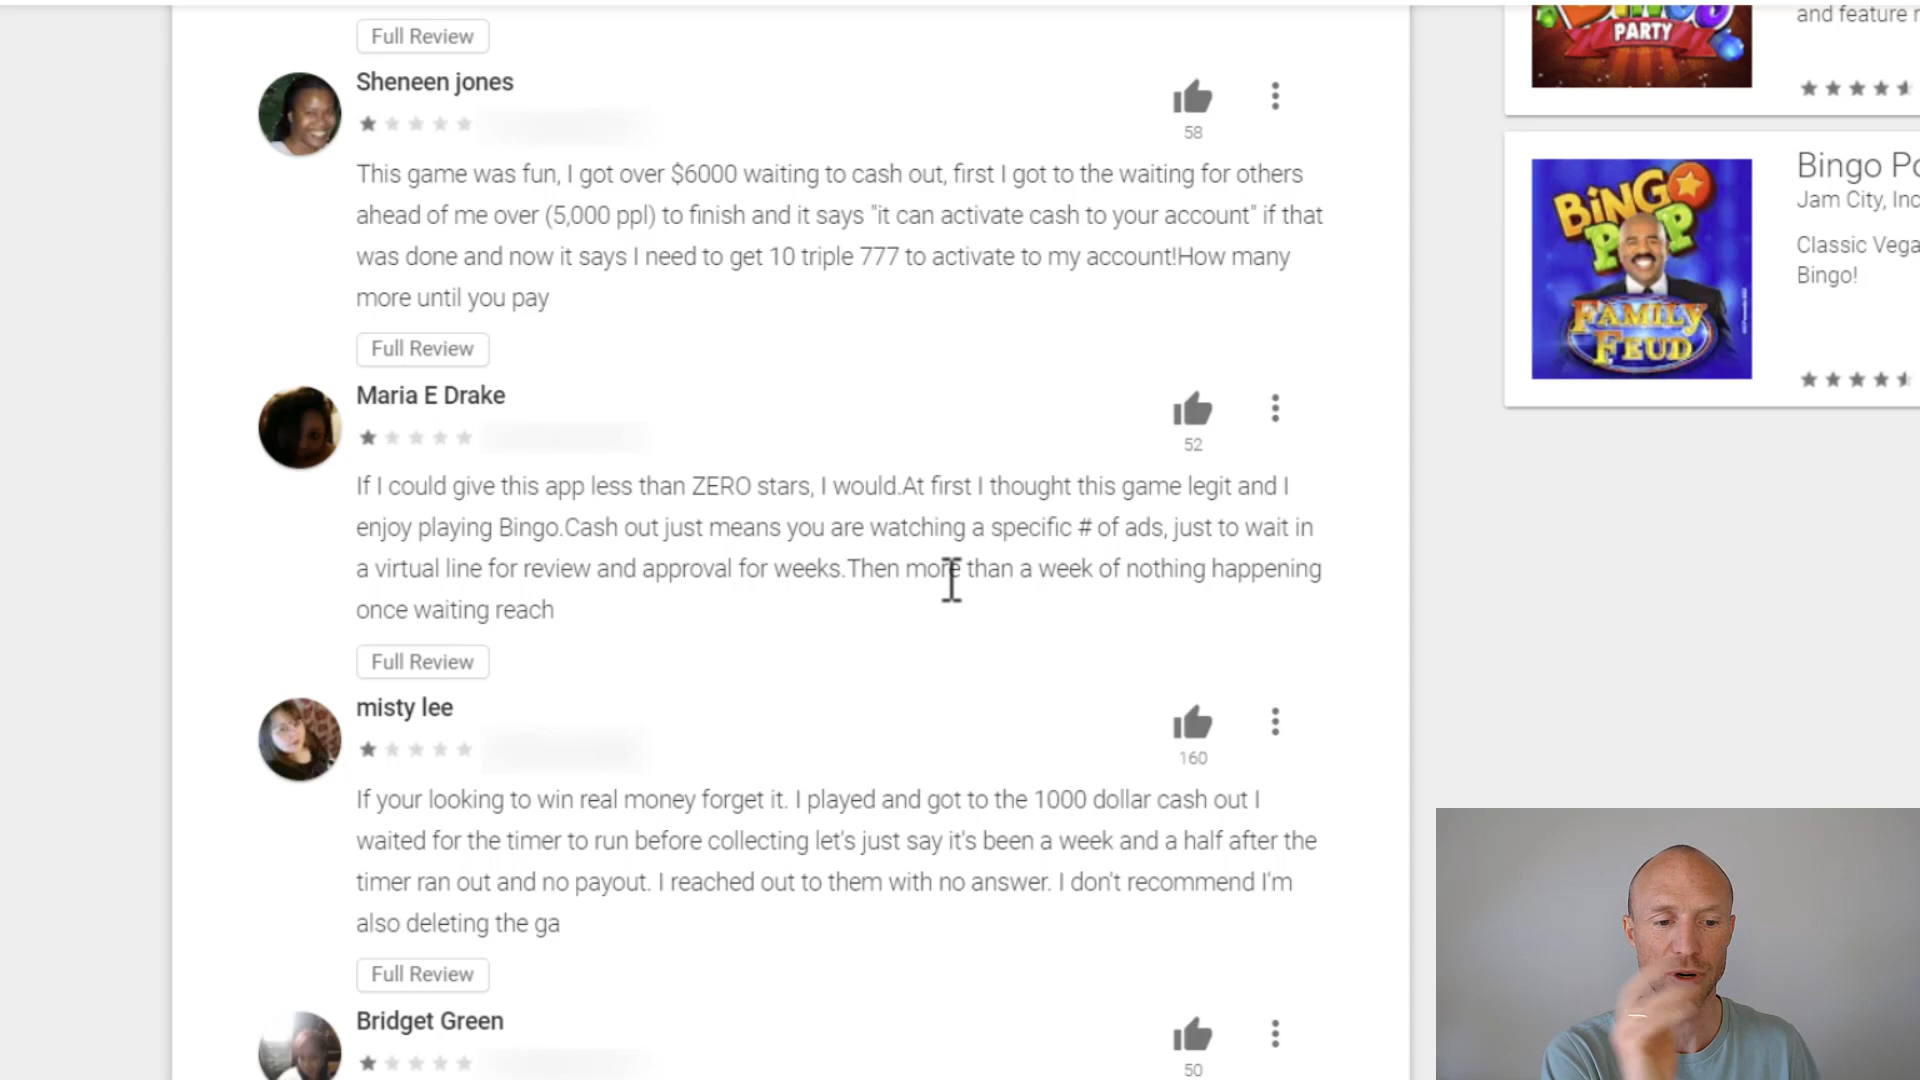 Full Review
Sheneen jones
58
This game was fun, I got over $6000 waiting to cash out, first I got to the waiting for others
ahead of me over (5,000 ppl) to finish and it says "it can activate cash to your account" if that
was done and now it says I need to get 10 triple 777 to activate to my account!How many
more until you pay
Full Review
Maria E Drake
52
If I could give this app less than ZERO stars, I would.At first I thought this game legit and I
enjoy playing Bingo.Cash out just means you are watching a specific # of ads, just to wait in
a virtual line for review and approval for weeks.Then more than a week of nothing happening
once waiting reach
Full Review
misty lee
160
If your looking to win real money forget it. I played and got to the 1000 dollar cash out I
waited for the timer to run before collecting let's just say it's been a week and a half after the
timer ran out and no payout. I reached out to them with no answer. I don't recommend I'm
also deleting the ga
Full Review
Bridget Green
50
PARTY
and feature
BINGO
POP
FAMILY
FEUD
Bingo Po
Jam City, Inc
Classic Vega
Bingo!